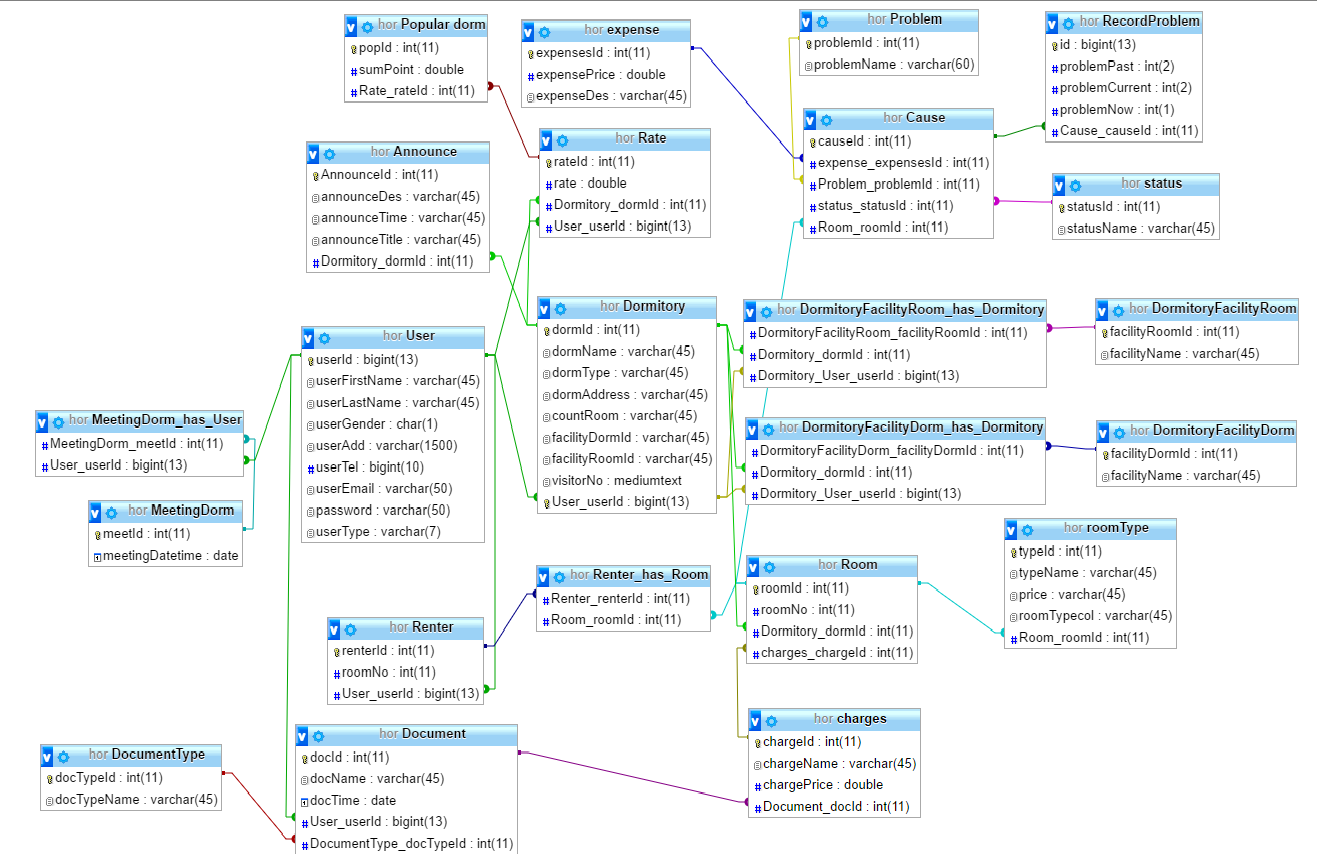 hor Popular dorm
popId : int(11)
sumPoint : double
Rate_rateId : int(11)
hor expense
expensesId : int(11)
expensePrice : double
expenseDes : varchar(45)
hor Problem
problemId : int(11)
problemName : varchar(60)
hor RecordProblem
id : bigint(13)
problemPast : int(2)
problemCurrent : int(2)
problemNow : int(1)
Cause_causeId : int(11)
hor Announce
AnnounceId : int(11)
announceDes : varchar(45)
announceTime : varchar(45)
announceTitle : varchar(45)
Dormitory_dormId : int(11)
hor Rate
rateId : int(11)
rate : double
Dormitory_dormId : int(11)
User_userId : bigint(13)
hor Cause
causeId : int(11)
expense_expensesId : int(11)
Problem_problemId : int(11)
status_statusId : int(11)
Room_roomId : int(11)
hor status
statusId : int(11)
statusName : varchar(45)
hor User
userId : bigint(13)
userFirstName : varchar(45)
userLastName : varchar(45)
userGender : char(1)
userAdd : varchar(1500)
userTel : bigint(10)
userEmail : varchar(50)
password : varchar(50)
userType : varchar(7)
hor Dormitory
dormId : int(11)
dormName : varchar(45)
dormType : varchar(45)
dormAddress : varchar(45)
countRoom : varchar(45)
facilityDormId : varchar(45)
facilityRoomId : varchar(45)
visitorNo : mediumtext
User_userId : bigint(13)
hor DormitoryFacilityRoom_has_Dormitory
DormitoryFacilityRoom_facilityRoomId : int(11)
Dormitory_dormId : int(11)
Dormitory_User_userId : bigint(13)
hor DormitoryFacilityRoom
facilityRoomId : int(11)
facilityName : varchar(45)
hor MeetingDorm_has_User
MeetingDorm_meetId : int(11)
User_userId : bigint(13)
hor DormitoryFacilityDorm_has_Dormitory
DormitoryFacilityDorm_facilityDormId : int(11)
Dormitory_dormId : int(11)
Dormitory_User_userId : bigint(13)
hor DormitoryFacilityDorm
facilityDormId : int(11)
facilityName : varchar(45)
hor MeetingDorm
meetId : int(11)
meetingDatetime : date
hor Renter_has_Room
Renter_renterId : int(11)
Room_roomId : int(11)
hor Room
roomId : int(11)
roomNo : int(11)
Dormitory_dormId : int(11)
charges_chargeId : int(11)
hor roomType
typeId : int(11)
typeName : varchar(45)
price : varchar(45)
roomTypecol : varchar(45)
Room_roomId : int(11)
hor Renter
renterId : int(11)
roomNo : int(11)
User_userId : bigint(13)
hor DocumentType
docTypeId : int(11)
docTypeName : varchar(45)
hor Document
docId : int(11)
docName : varchar(45)
docTime : date
User_userId : bigint(13)
DocumentType_docTypeId : int(11)
hor charges
chargeId : int(11)
chargeName : varchar(45)
chargePrice : double
Document_docId : int(11)